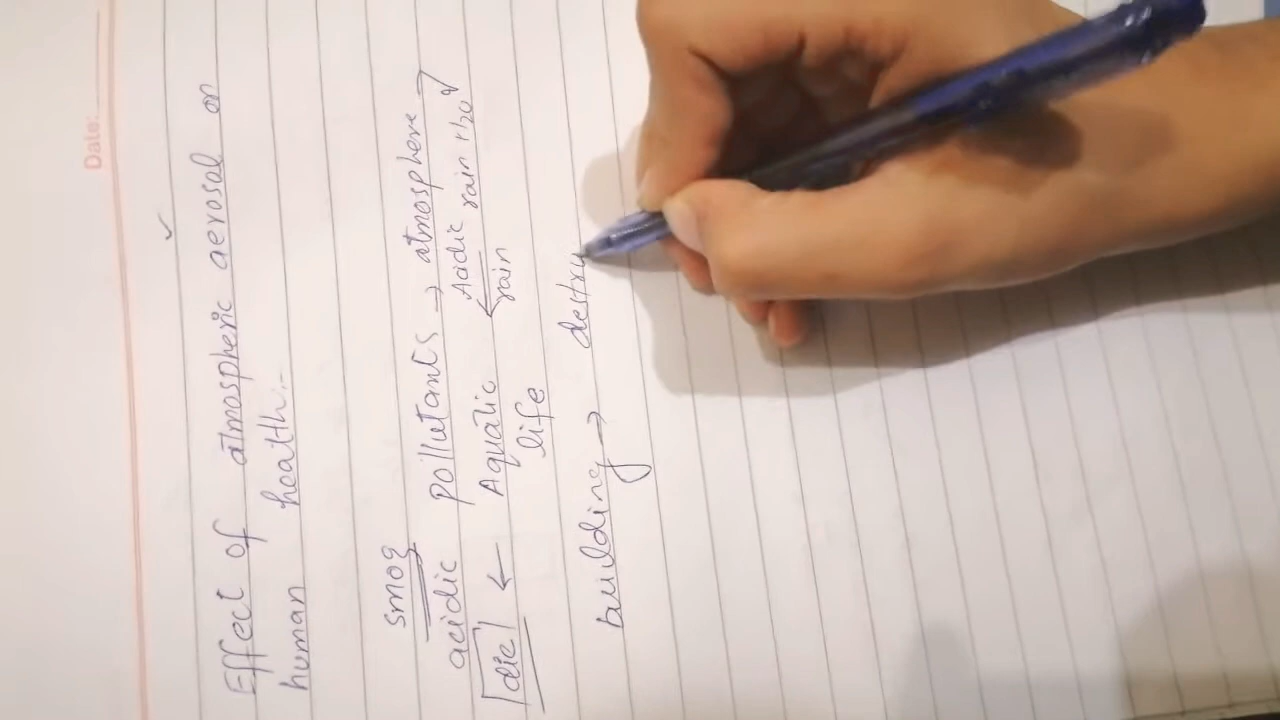 Date:
Effect of atmospheric aerosol on
human health:-
smog
acidic pollutants → atmosphere
die ← Aquatic life ← Acidic rain rain H2O
building → destru